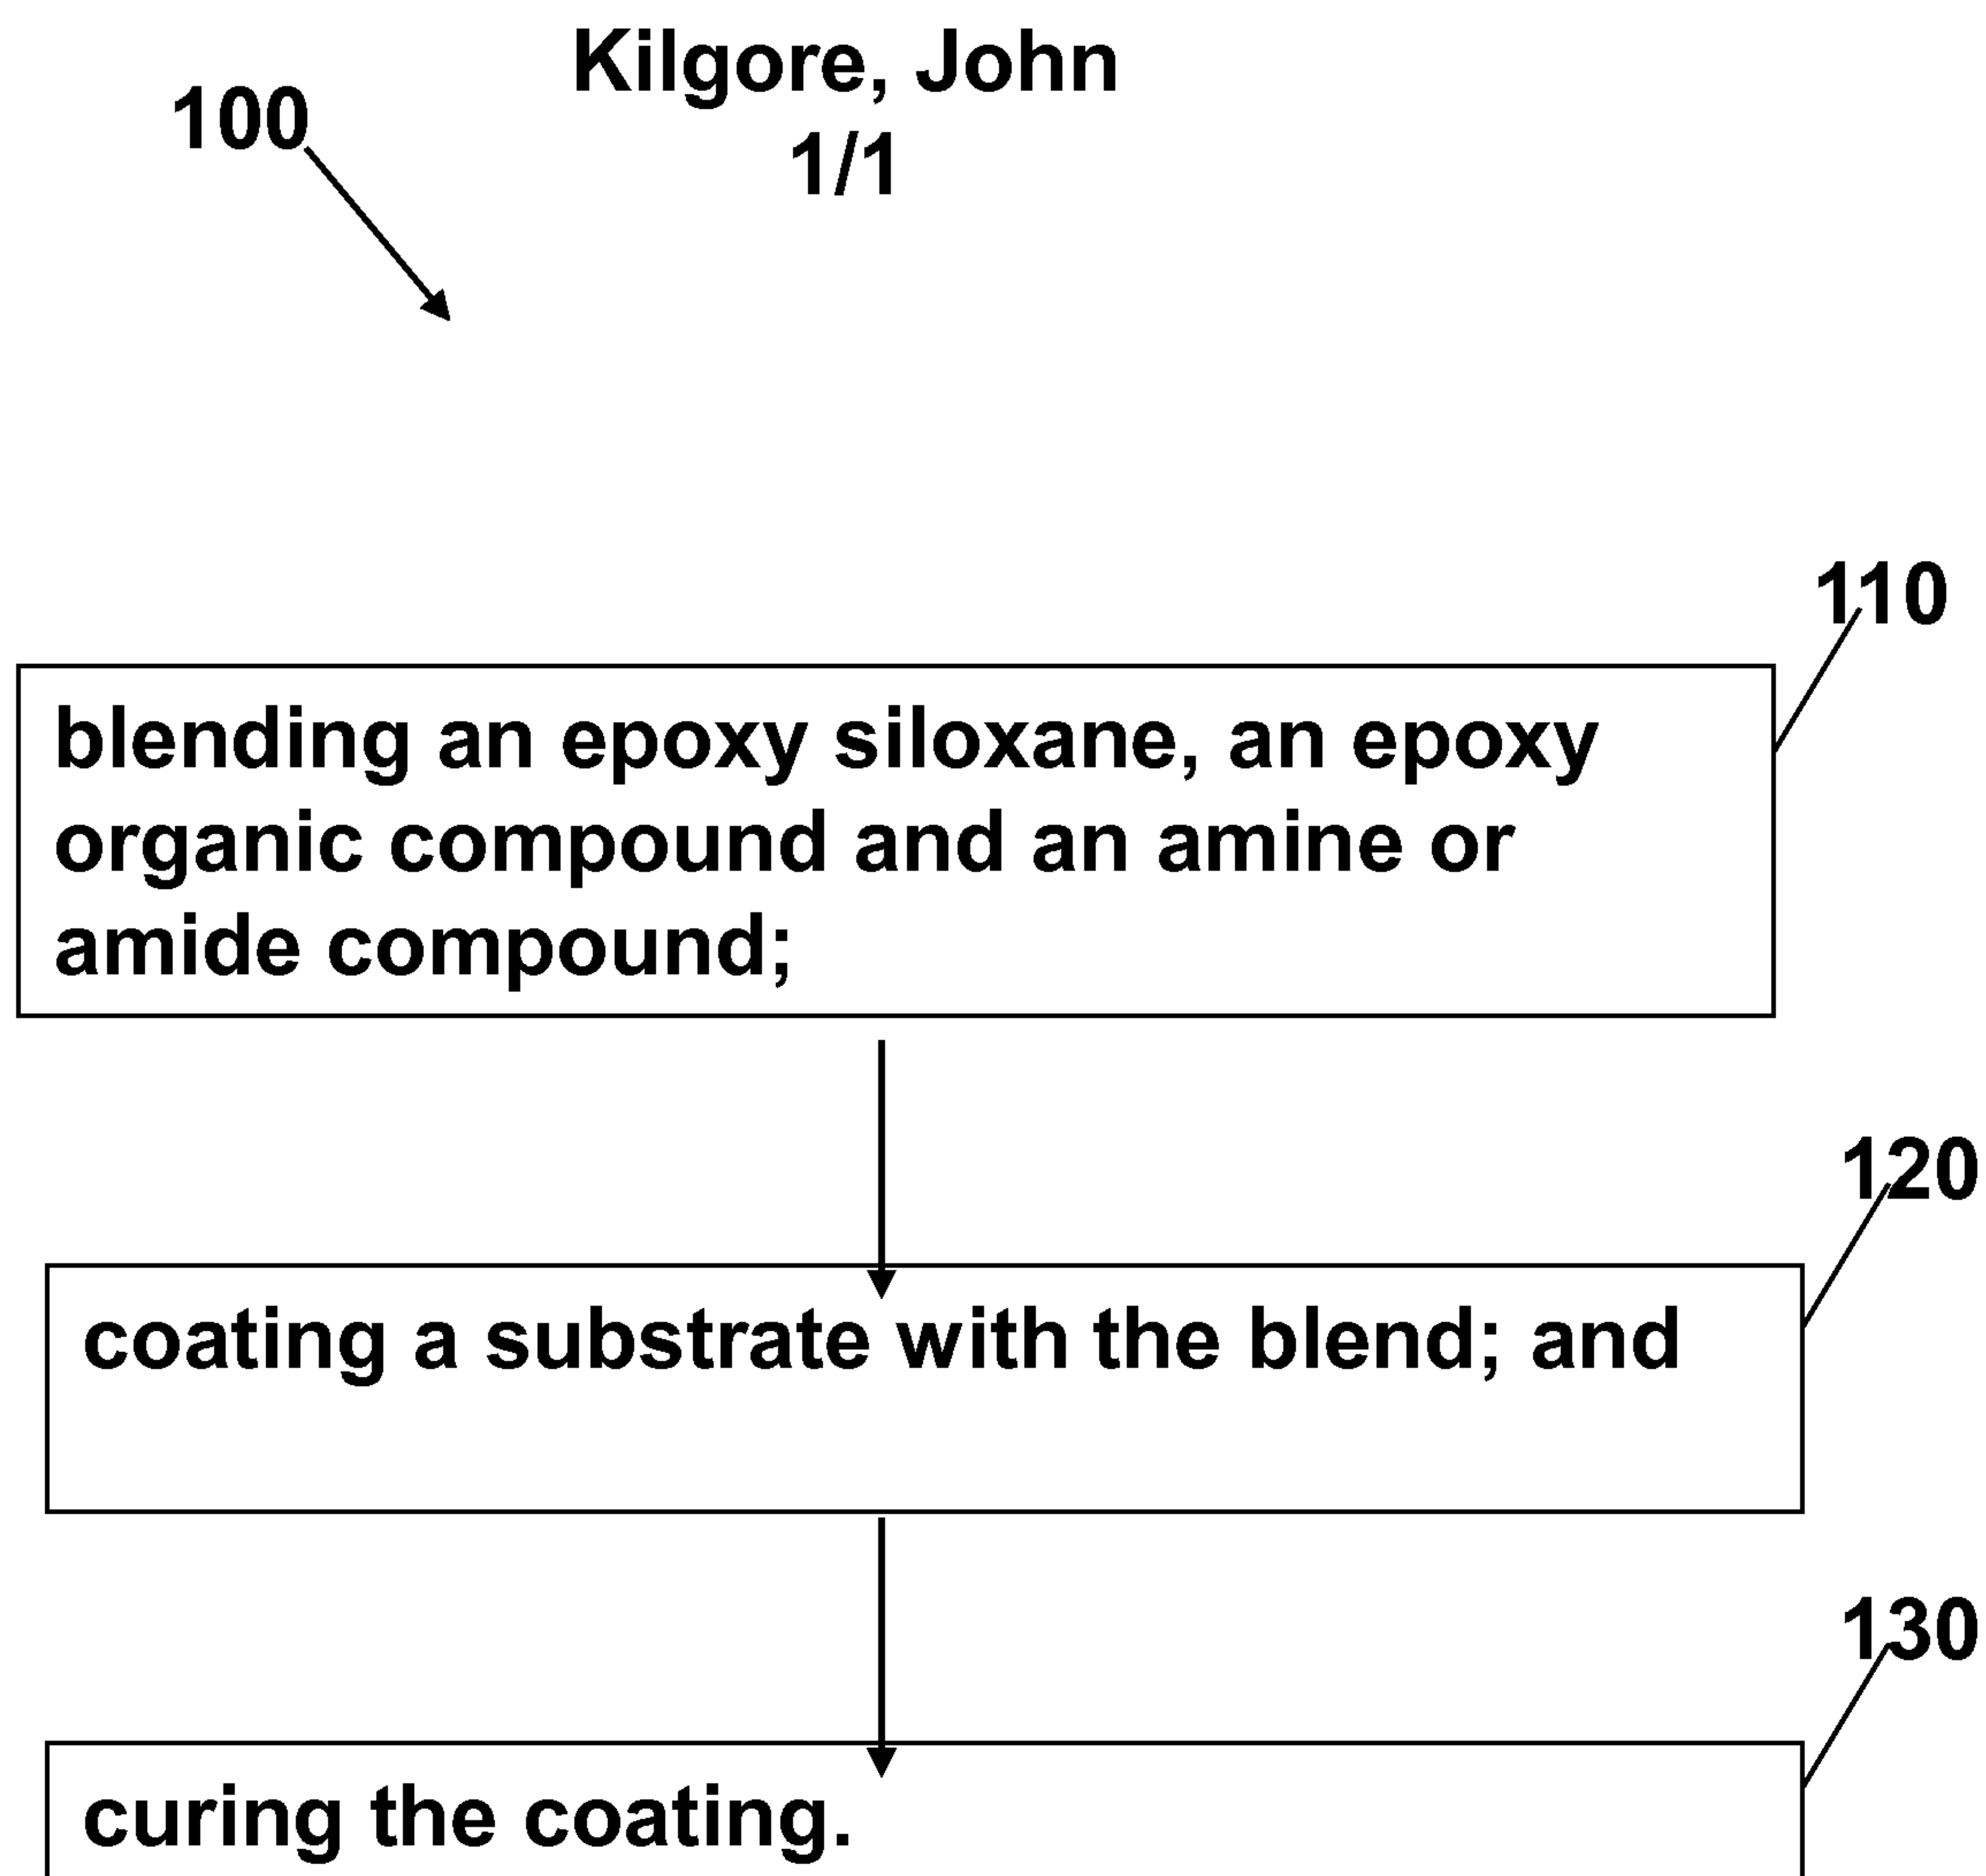 Kilgore, John
100
1/1
110
blending an epoxy siloxane, an epoxy
organic compound and an amine or
amide compound;
120
coating a substrate with the blend; and
130
curing the coating.